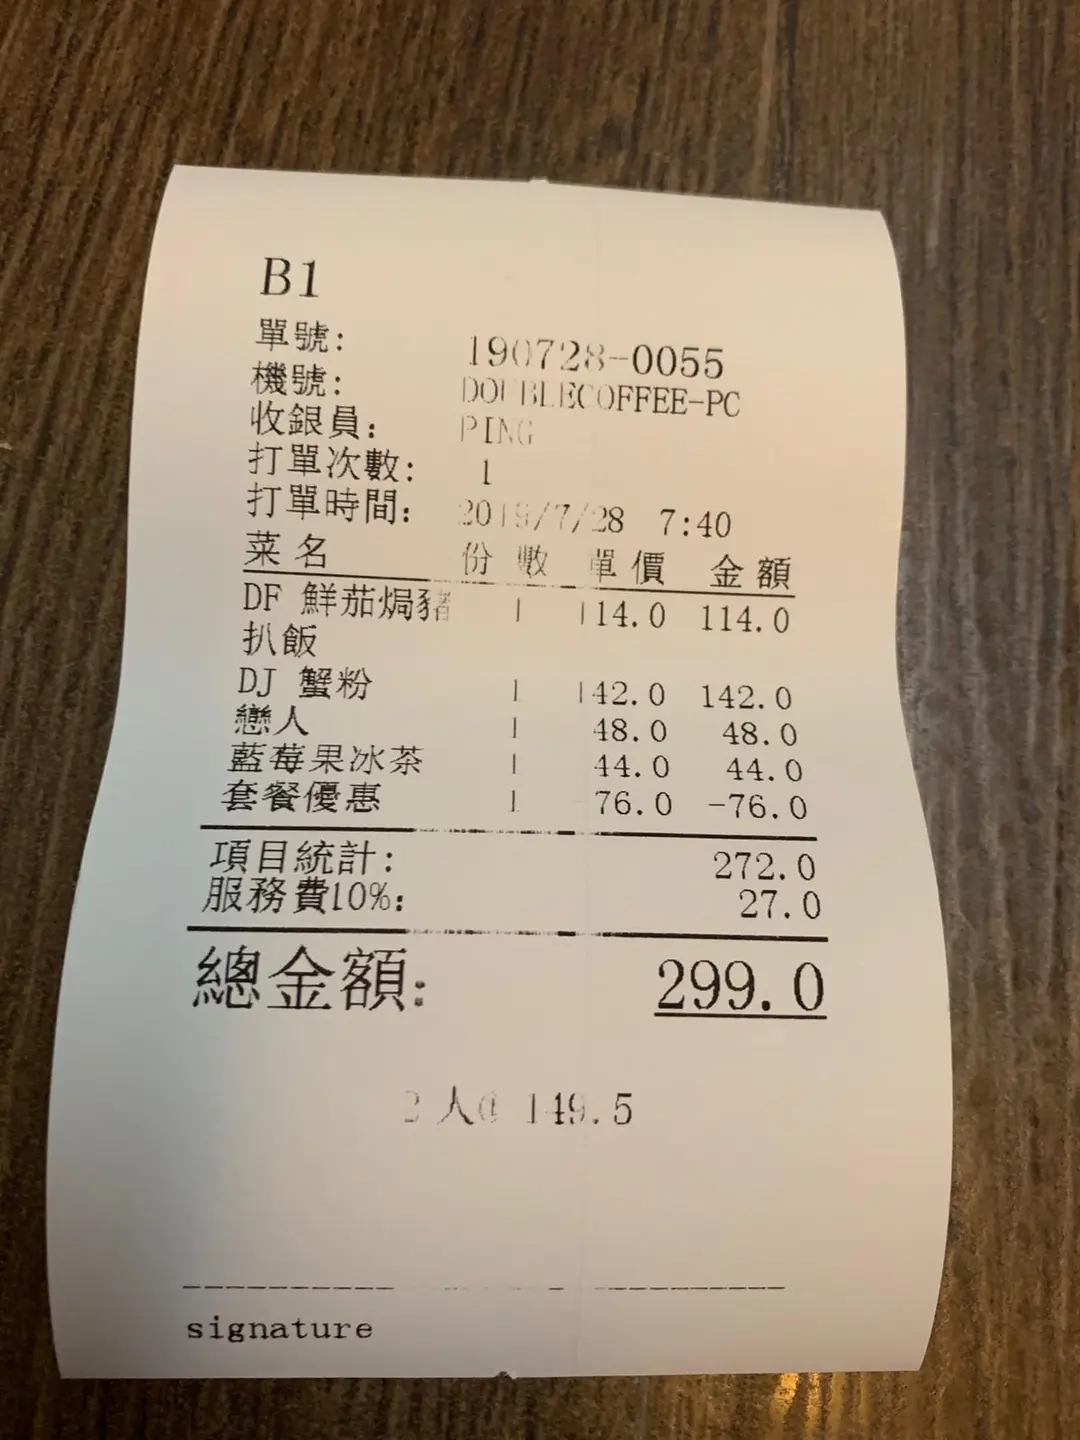 B1
單號: 190728-0055
機號: DOUBLECOFFEE-PC
收銀員: PING
打單次數: 1
打單時間: 2019/7/28 7:40
菜名 份數 單價 金額
DF 鮮茄焗豬 1 114.0 114.0
扒飯
DJ 蟹粉 1 142.0 142.0
戀人 1 48.0 48.0
藍莓果冰茶 1 44.0 44.0
套餐優惠 1 -76.0 -76.0
項目統計: 272.0
服務費10%: 27.0
總金額: 299.0
2 人@ 149.5
signature